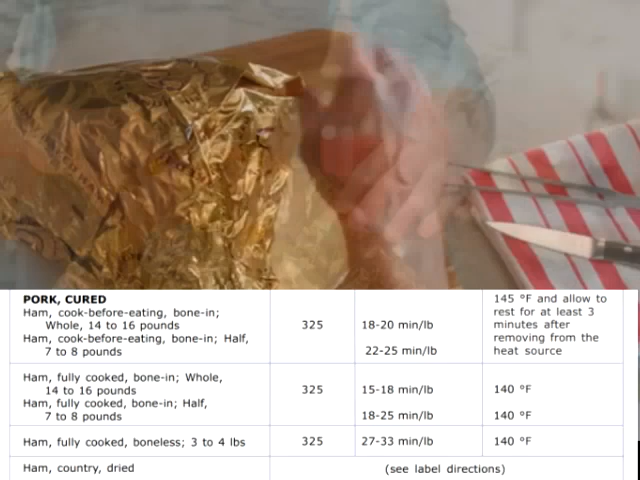 PORK, CURED
Ham, cook-before-eating, bone-in;
Whole, 14 to 16 pounds
Ham, cook-before-eating, bone-in; Half,
7 to 8 pounds
325
18-20 min/lb
22-25 min/lb
145 °F and allow to
rest for at least 3
minutes after
removing from the
heat source
Ham, fully cooked, bone-in; Whole,
14 to 16 pounds
Ham, fully cooked, bone-in; Half,
7 to 8 pounds
325
15-18 min/lb
18-25 min/lb
140 °F
140 °F
Ham, fully cooked, boneless; 3 to 4 lbs
325
27-33 min/lb
140 °F
Ham, country, dried
(see label directions)